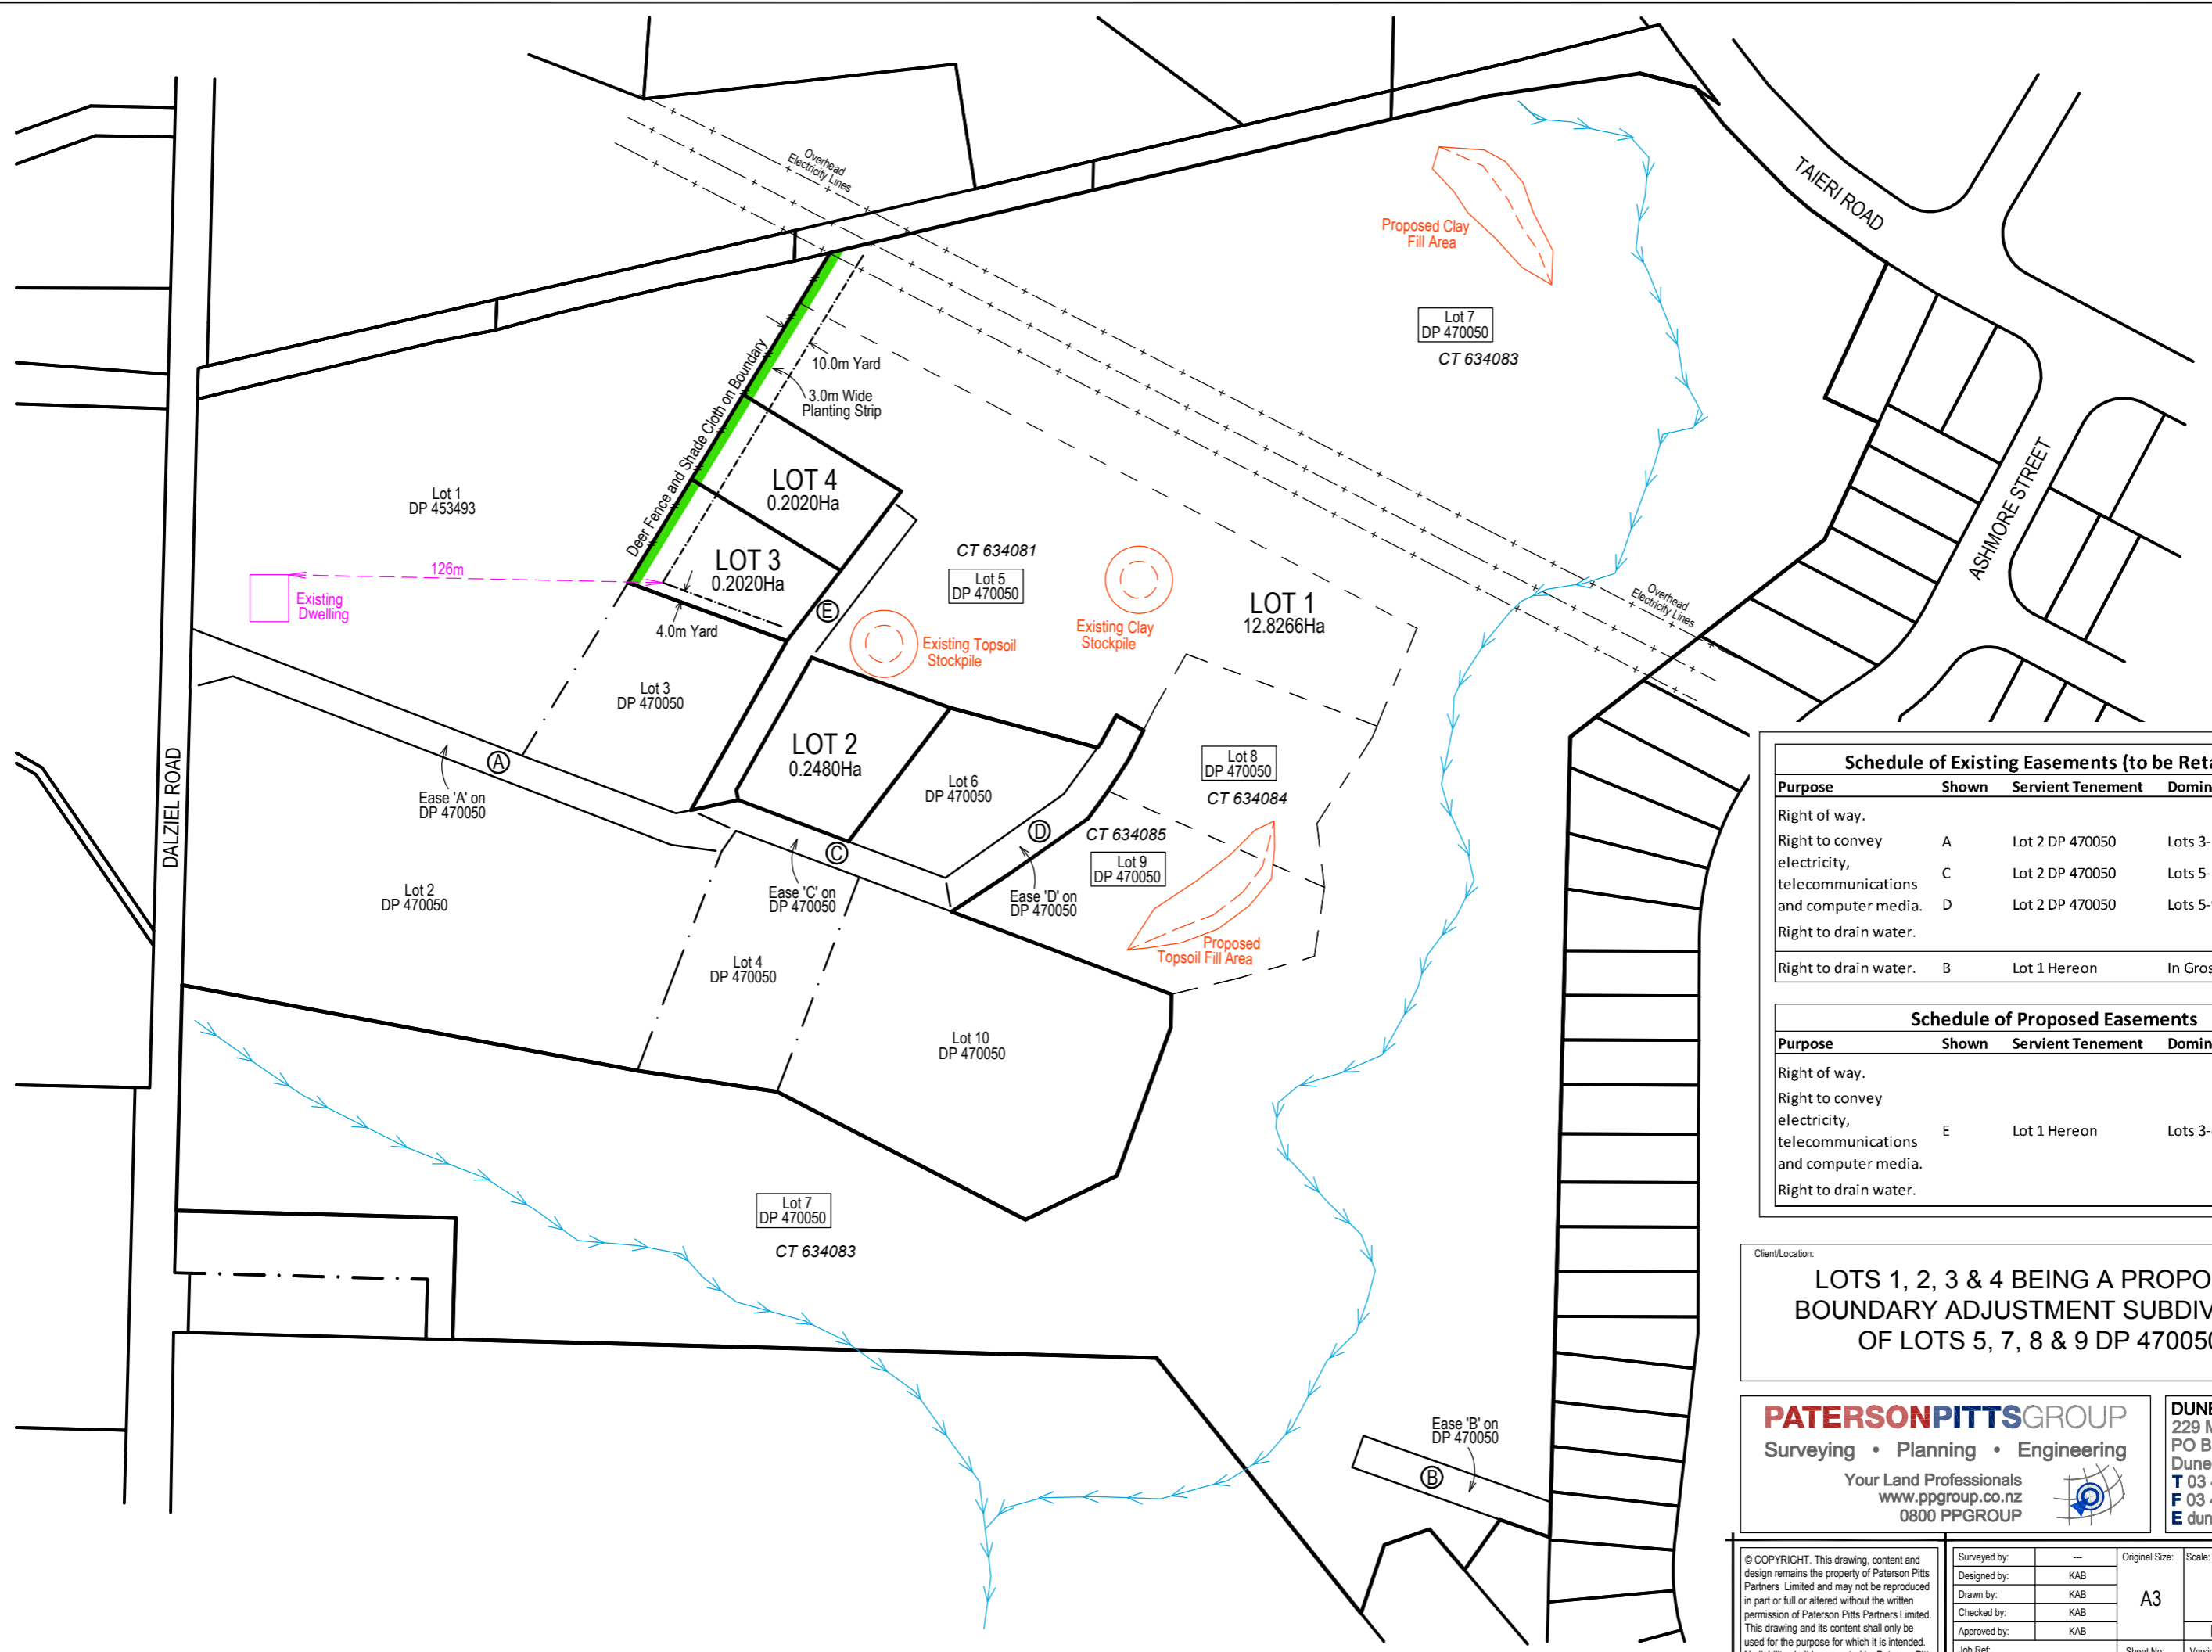 Overhead
Electricity Lines
TAIERI ROAD
Proposed Clay
Fill Area
Lot 7
DP 470050
CT 634083
Deer Fence and Shade Cloth on Boundary
10.0m Yard
3.0m Wide
Planting Strip
LOT 4
0.2020Ha
Lot 1
DP 453493
LOT 3
0.2020Ha
CT 634081
Lot 5
DP 470050
ASHMORE STREET
126m
Existing
Dwelling
4.0m Yard
E
Existing Topsoil
Stockpile
Existing Clay
Stockpile
LOT 1
12.8266Ha
Overhead
Electricity Lines
Lot 3
DP 470050
LOT 2
0.2480Ha
A
Ease 'A' on
DP 470050
DALZIEL ROAD
Lot 6
DP 470050
Lot 8
DP 470050
CT 634084
D
CT 634085
C
Lot 9
DP 470050
Lot 2
DP 470050
Ease 'C' on
DP 470050
Ease 'D' on
DP 470050
Proposed
Topsoil Fill Area
Lot 4
DP 470050
Lot 10
DP 470050
Lot 7
DP 470050
CT 634083
Ease 'B' on
DP 470050
B
Schedule of Existing Easements (to be Reta
Purpose Shown Servient Tenement Domin
Right of way.
Right to convey A Lot 2 DP 470050 Lots 3-
electricity,
telecommunications C Lot 2 DP 470050 Lots 5-
and computer media. D Lot 2 DP 470050 Lots 5-
Right to drain water.
Right to drain water. B Lot 1 Hereon In Gros
Schedule of Proposed Easements
Purpose Shown Servient Tenement Domin
Right of way.
Right to convey
electricity,
telecommunications E Lot 1 Hereon Lots 3-
and computer media.
Right to drain water.
Client/Location:
LOTS 1, 2, 3 & 4 BEING A PROPO
BOUNDARY ADJUSTMENT SUBDIV
OF LOTS 5, 7, 8 & 9 DP 470050
PATERSONPITTSGROUP
Surveying • Planning • Engineering
Your Land Professionals
www.ppgroup.co.nz
0800 PPGROUP
DUNE
229 M
PO B
Dune
T 03
F 03
E dun
© COPYRIGHT. This drawing, content and
design remains the property of Paterson Pitts
Partners Limited and may not be reproduced
in part or full or altered without the written
permission of Paterson Pitts Partners Limited.
This drawing and its content shall only be
used for the purpose for which it is intended.
Surveyed by: ---
Designed by: KAB
Drawn by: KAB
Checked by: KAB
Approved by: KAB
Job Ref:
Original Size:
A3
Scale:
Sheet No: